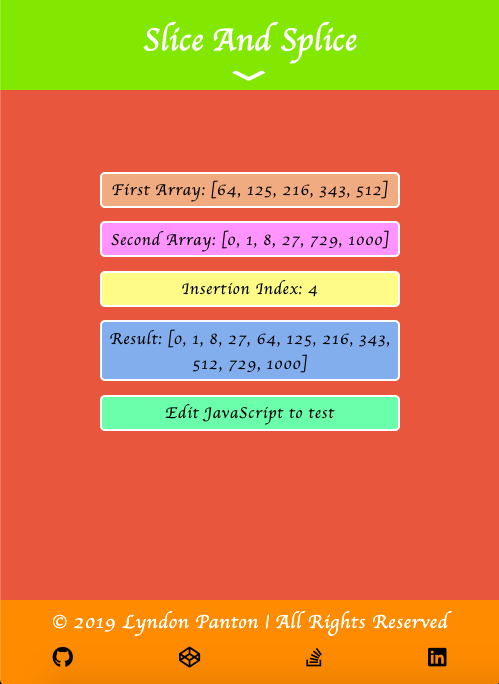 Slice And Splice
First Array: [64, 125, 216, 343, 512]
Second Array: [0, 1, 8, 27, 729, 1000]
Insertion Index: 4
Result: [0, 1, 8, 27, 64, 125, 216, 343,
512, 729, 1000]
Edit JavaScript to test
© 2019 Lyndon Panton | All Rights Reserved